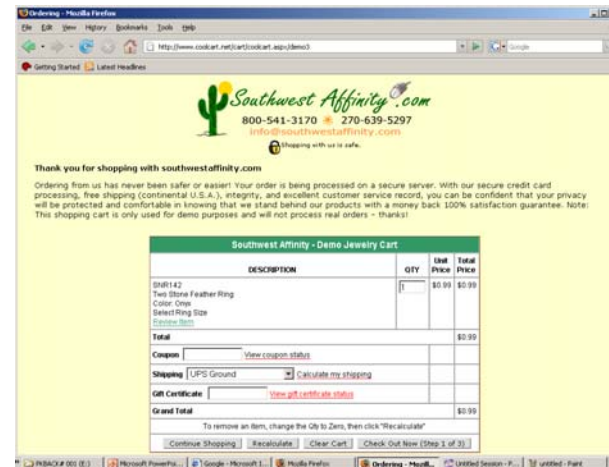 Ordering - Mozilla Firefox
File Edit View History Bookmarks Tools Help
http://www.coolcart.net/cart/coolcart.aspx/demo3
Google
Getting Started Latest Headlines
Southwest Affinity.com
800-541-3170 270-639-5297
info@southwestaffinity.com
Shopping with us is safe.
Thank you for shopping with southwestaffinity.com
Ordering from us has never been safer or easier! Your order is being processed on a secure server. With our secure credit card
processing, free shipping (continental U.S.A.), integrity, and excellent customer service record, you can be confident that your privacy
will be protected and comfortable in knowing that we stand behind our products with a money back 100% satisfaction guarantee. Note:
This shopping cart is only used for demo purposes and will not process real orders - thanks!
Southwest Affinity - Demo Jewelry Cart
DESCRIPTION QTY Unit Price Total Price
SNR142 1 $0.99 $0.99
Two Stone Feather Ring
Color: Onyx
Select Ring Size
Review Item
Total $0.99
Coupon View coupon status
Shipping UPS Ground Calculate my shipping
Gift Certificate View gift certificate status
Grand Total $0.99
To remove an item, change the Qty to Zero, then click "Recalculate"
Continue Shopping Recalculate Clear Cart Check Out Now (Step 1 of 3)
001 (E:) Microsoft PowerPoi... Google - Microsoft I... Mozilla Firefox Ordering - Mozill... Untitled Session - P... untitled - Paint